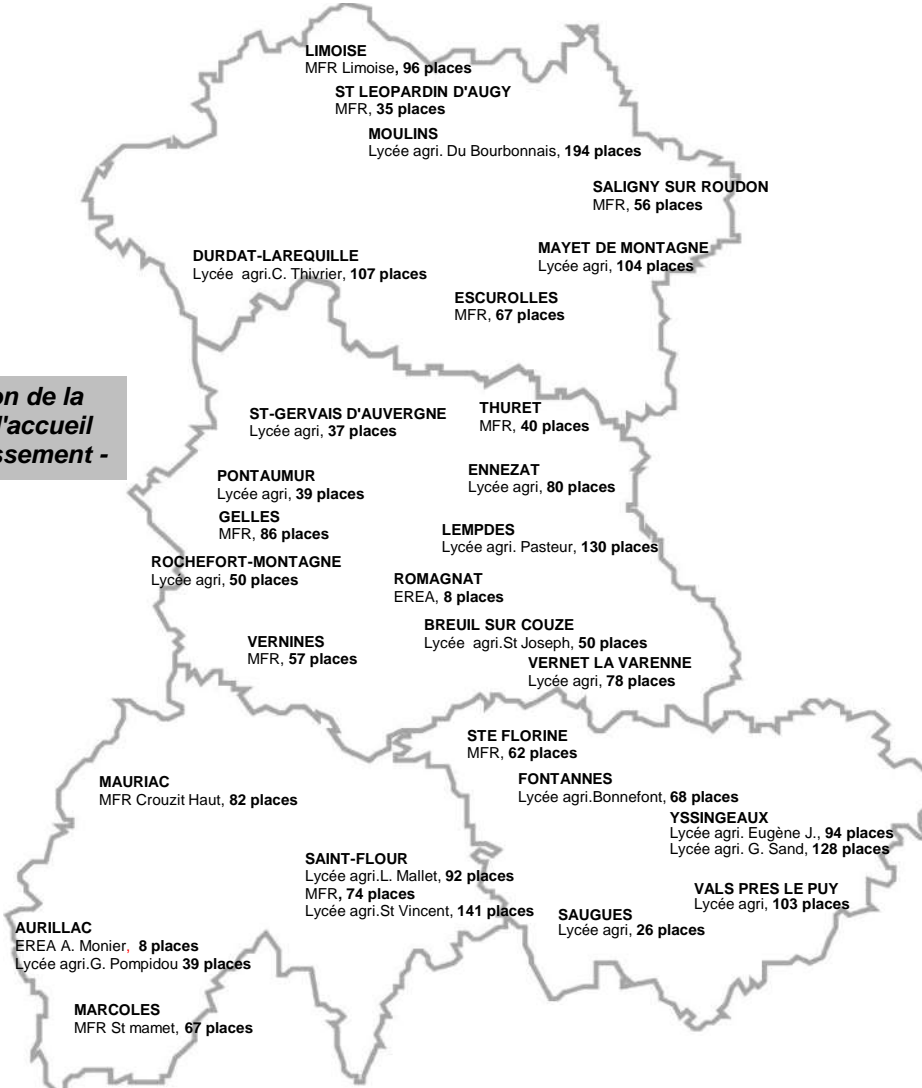 LIMOISE
MFR Limoise, 96 places
ST LEOPARDIN D'AUGY
MFR, 35 places
MOULINS
Lycée agri. Du Bourbonnais, 194 places
SALIGNY SUR ROUDON
MFR, 56 places
DURDAT-LAREQUILLE
Lycée agri.C. Thivrier, 107 places
MAYET DE MONTAGNE
Lycée agri, 104 places
ESCUROLLES
MFR, 67 places
on de la
'accueil
ssement -
ST-GERVAIS D'AUVERGNE
Lycée agri, 37 places
THURET
MFR, 40 places
PONTAUMUR
Lycée agri, 39 places
ENNEZAT
Lycée agri, 80 places
GELLES
MFR, 86 places
LEMPDES
Lycée agri. Pasteur, 130 places
ROCHEFORT-MONTAGNE
Lycée agri, 50 places
ROMAGNAT
EREA, 8 places
BREUIL SUR COUZE
Lycée agri.St Joseph, 50 places
VERNINES
MFR, 57 places
VERNET LA VARENNE
Lycée agri, 78 places
STE FLORINE
MFR, 62 places
MAURIAC
MFR Crouzit Haut, 82 places
FONTANNES
Lycée agri.Bonnefont, 68 places
YSSINGEAUX
Lycée agri. Eugène J., 94 places
Lycée agri. G. Sand, 128 places
SAINT-FLOUR
Lycée agri.L. Mallet, 92 places
MFR, 74 places
Lycée agri.St Vincent, 141 places
VALS PRES LE PUY
Lycée agri, 103 places
SAUGUES
Lycée agri, 26 places
AURILLAC
EREA A. Monier, 8 places
Lycée agri.G. Pompidou 39 places
MARCOLES
MFR St mamet, 67 places